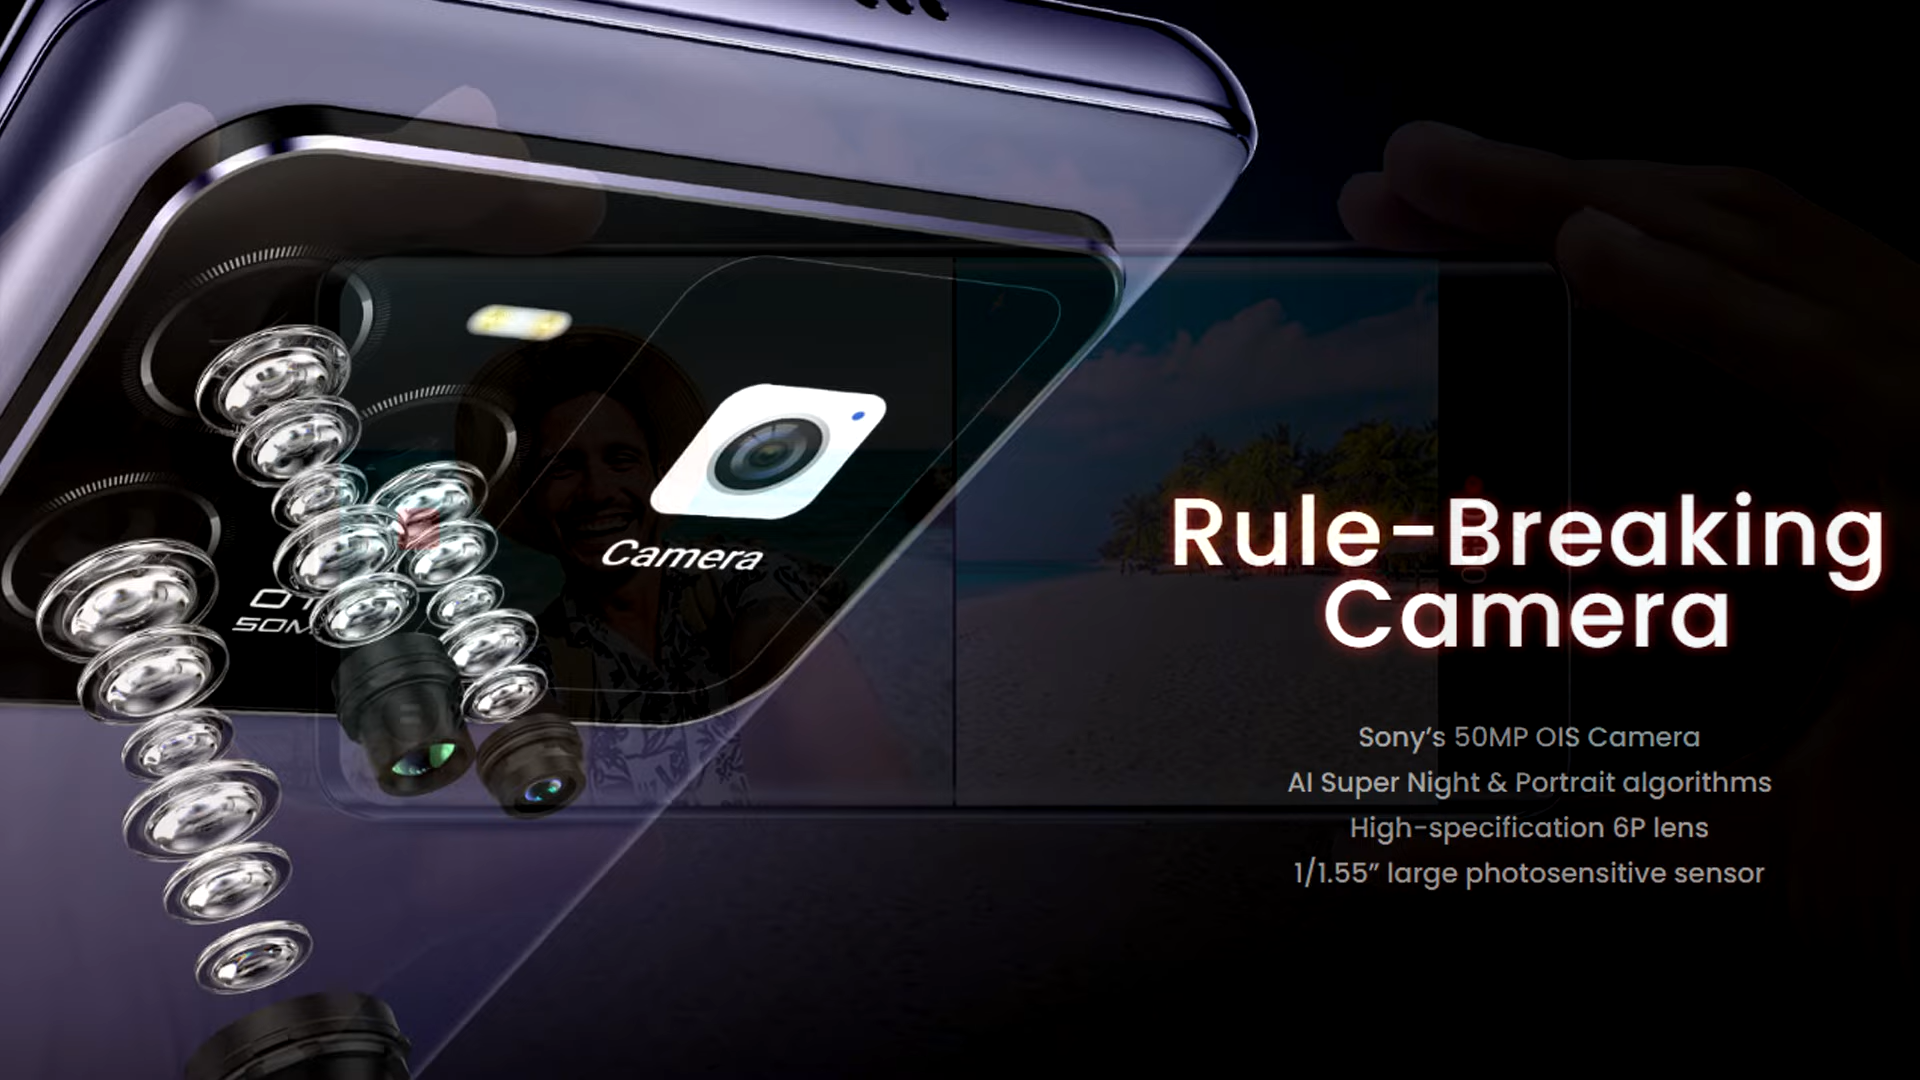 Camera
50M
Rule-Breaking
Camera
Sony’s 50MP OIS Camera
AI Super Night & Portrait algorithms
High-specification 6P lens
1/1.55” large photosensitive sensor